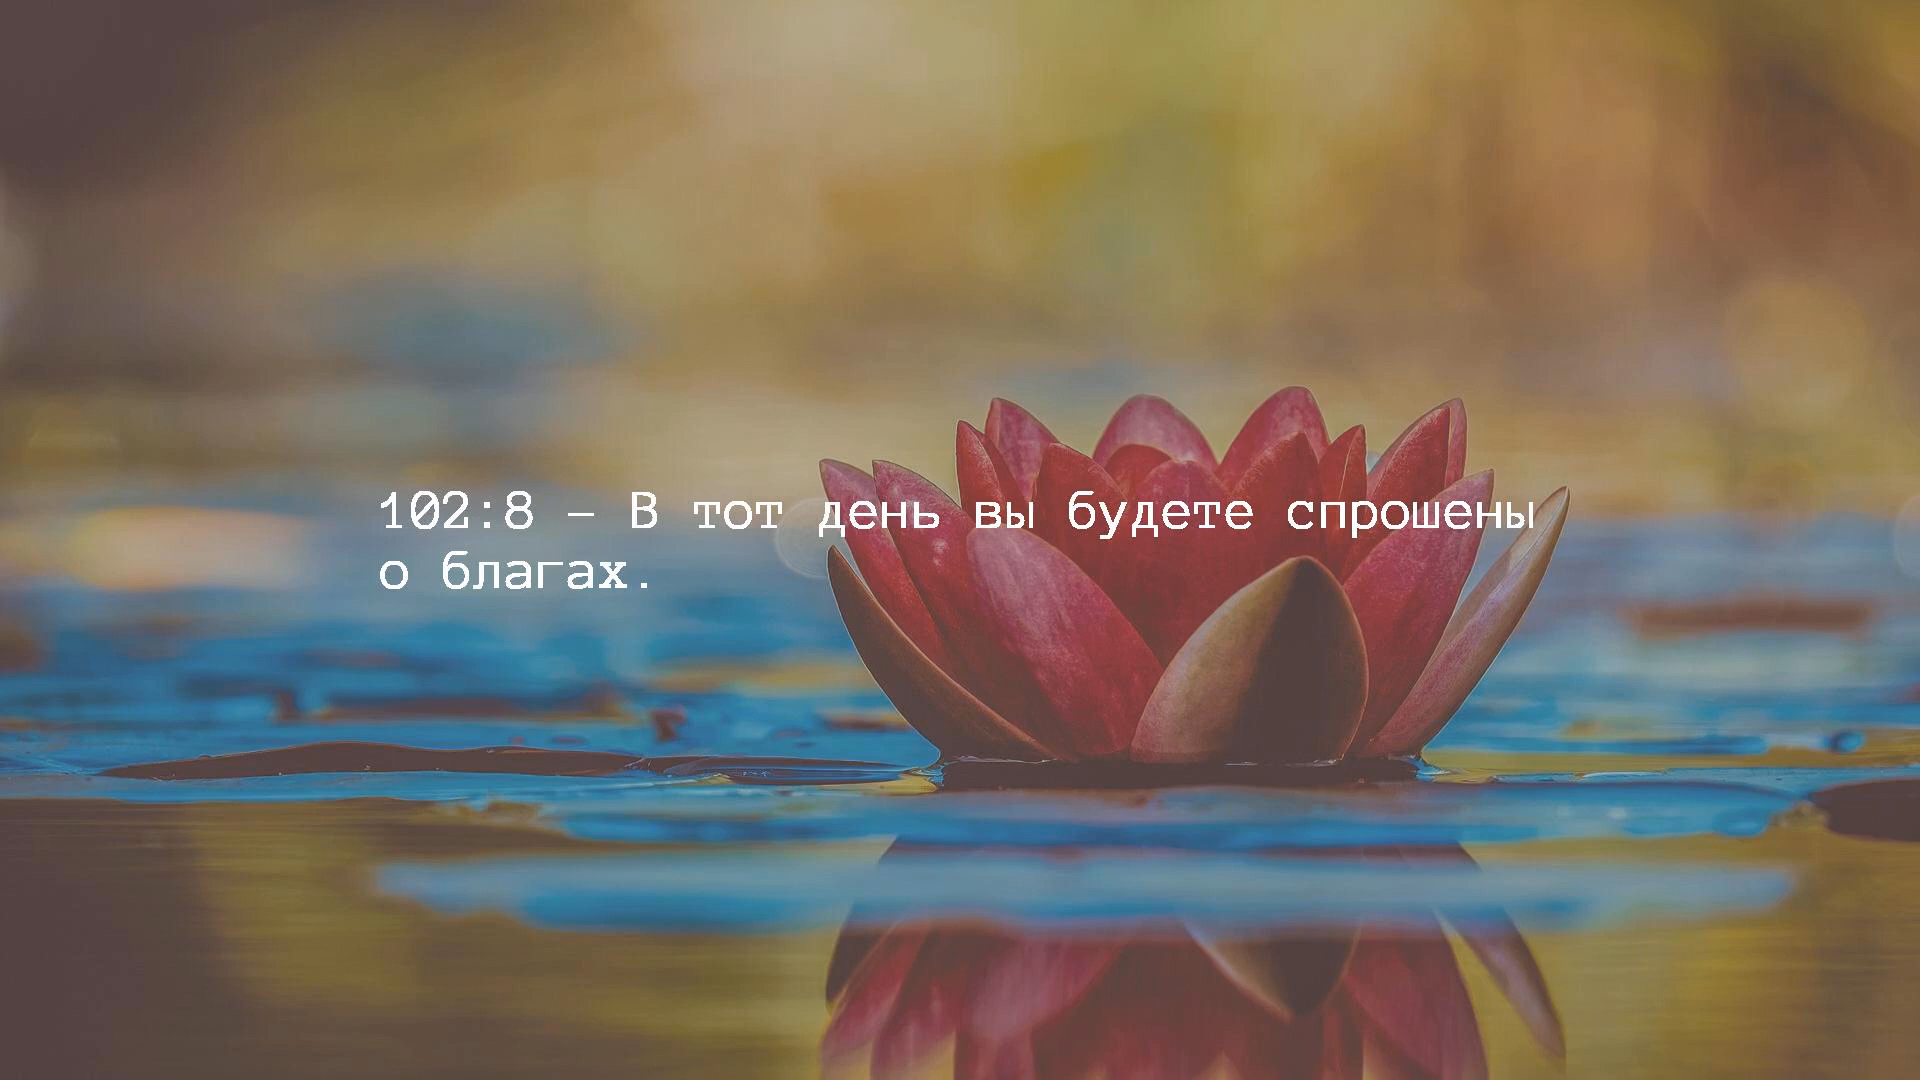 102:8 – В тот день вы будете спрошены
о благах.